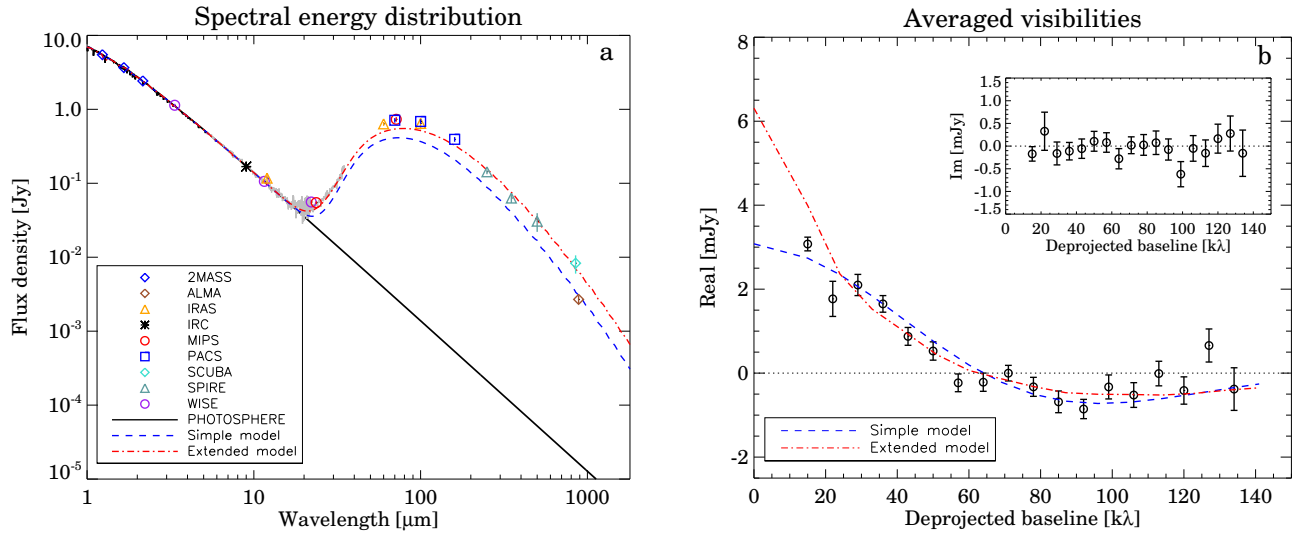 Spectral energy distribution
a
10.0
1.0
10⁻¹
10⁻²
10⁻³
10⁻⁴
10⁻⁵
Flux density [Jy]
2MASS
ALMA
IRAS
IRC
MIPS
PACS
SCUBA
SPIRE
WISE
PHOTOSPHERE
Simple model
Extended model
1 10 100 1000
Wavelength [μm]
Averaged visibilities
b
8
6
4
2
0
-2
Real [mJy]
1.5
1.0
0.5
0.0
-0.5
-1.0
-1.5
Im [mJy]
0 20 40 60 80 100 120 140
Deprojected baseline [kλ]
Simple model
Extended model
0 20 40 60 80 100 120 140
Deprojected baseline [kλ]